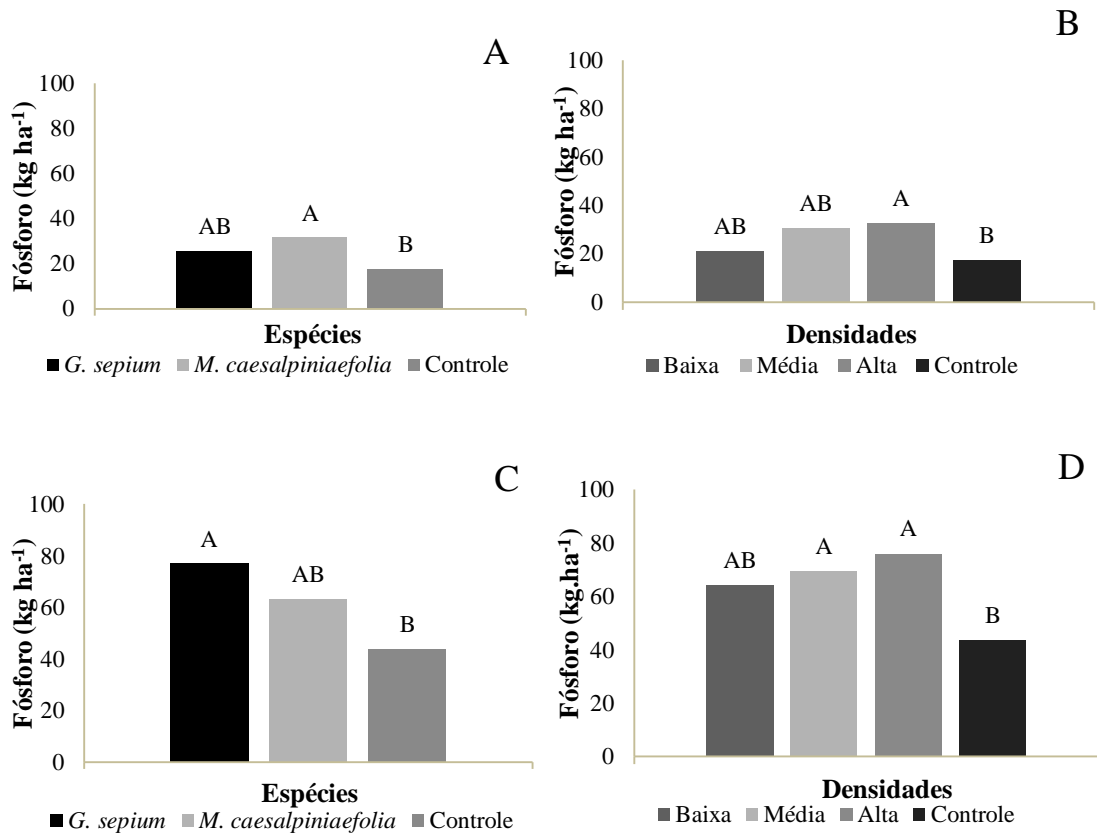 A
Fósforo (kg ha-1)
100
80
60
40
20
0
AB
A
B
Espécies
G. sepium M. caesalpiniaefolia Controle
B
Fósforo (kg ha-1)
100
80
60
40
20
0
AB
AB
A
B
Densidades
Baixa Média Alta Controle
C
Fósforo (kg ha-1)
100
80
60
40
20
0
A
AB
B
Espécies
G. sepium M. caesalpiniaefolia Controle
D
Fósforo (kg.ha-1)
100
80
60
40
20
0
AB
A
A
B
Densidades
Baixa Média Alta Controle